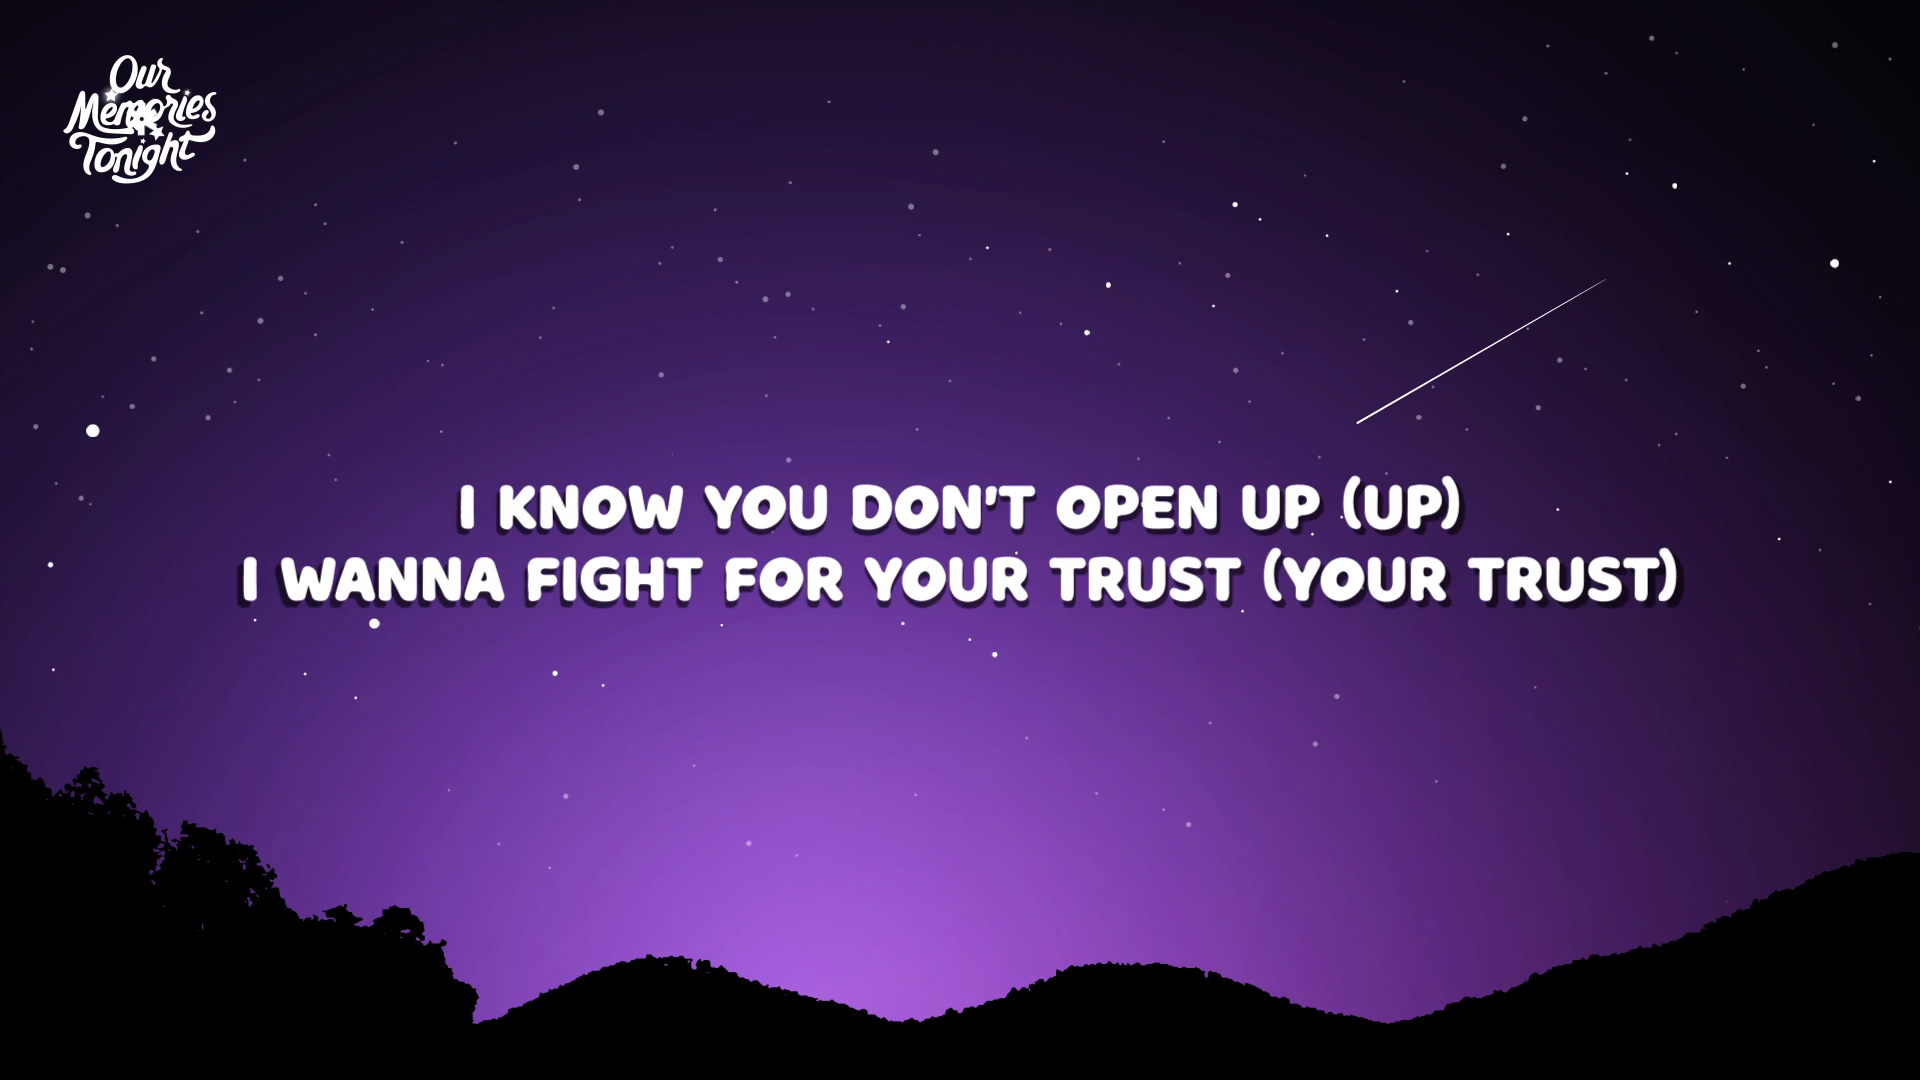 Our
Memories
Tonight
I KNOW YOU DON'T OPEN UP (UP)
I WANNA FIGHT FOR YOUR TRUST (YOUR TRUST)